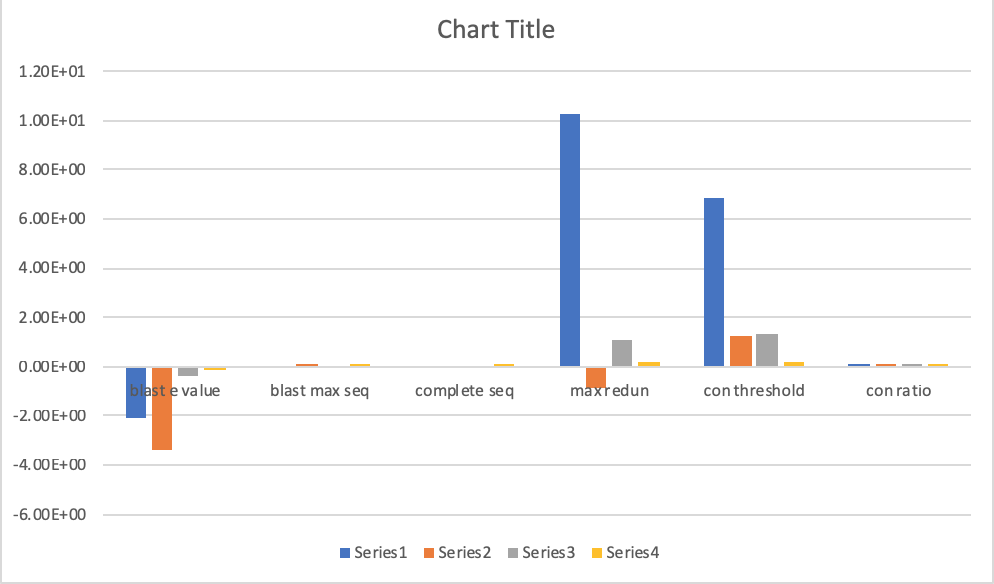 Chart Title
1.20E+01
1.00E+01
8.00E+00
6.00E+00
4.00E+00
2.00E+00
0.00E+00
blast e value blast max seq complete seq max redun con threshold con ratio
-2.00E+00
-4.00E+00
-6.00E+00
Series1 Series2 Series3 Series4